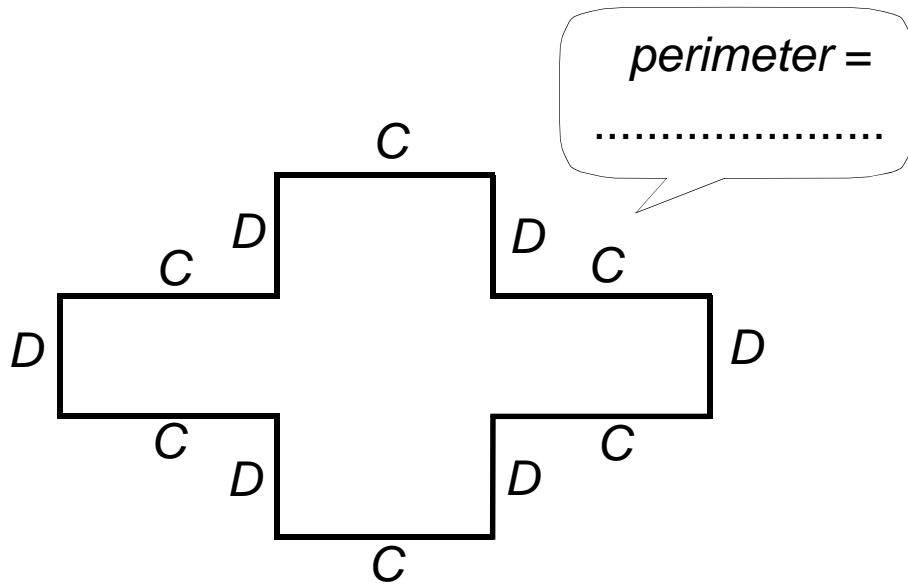 perimeter =
......................
C
D
D
C
C
D
D
C
C
D
D
C